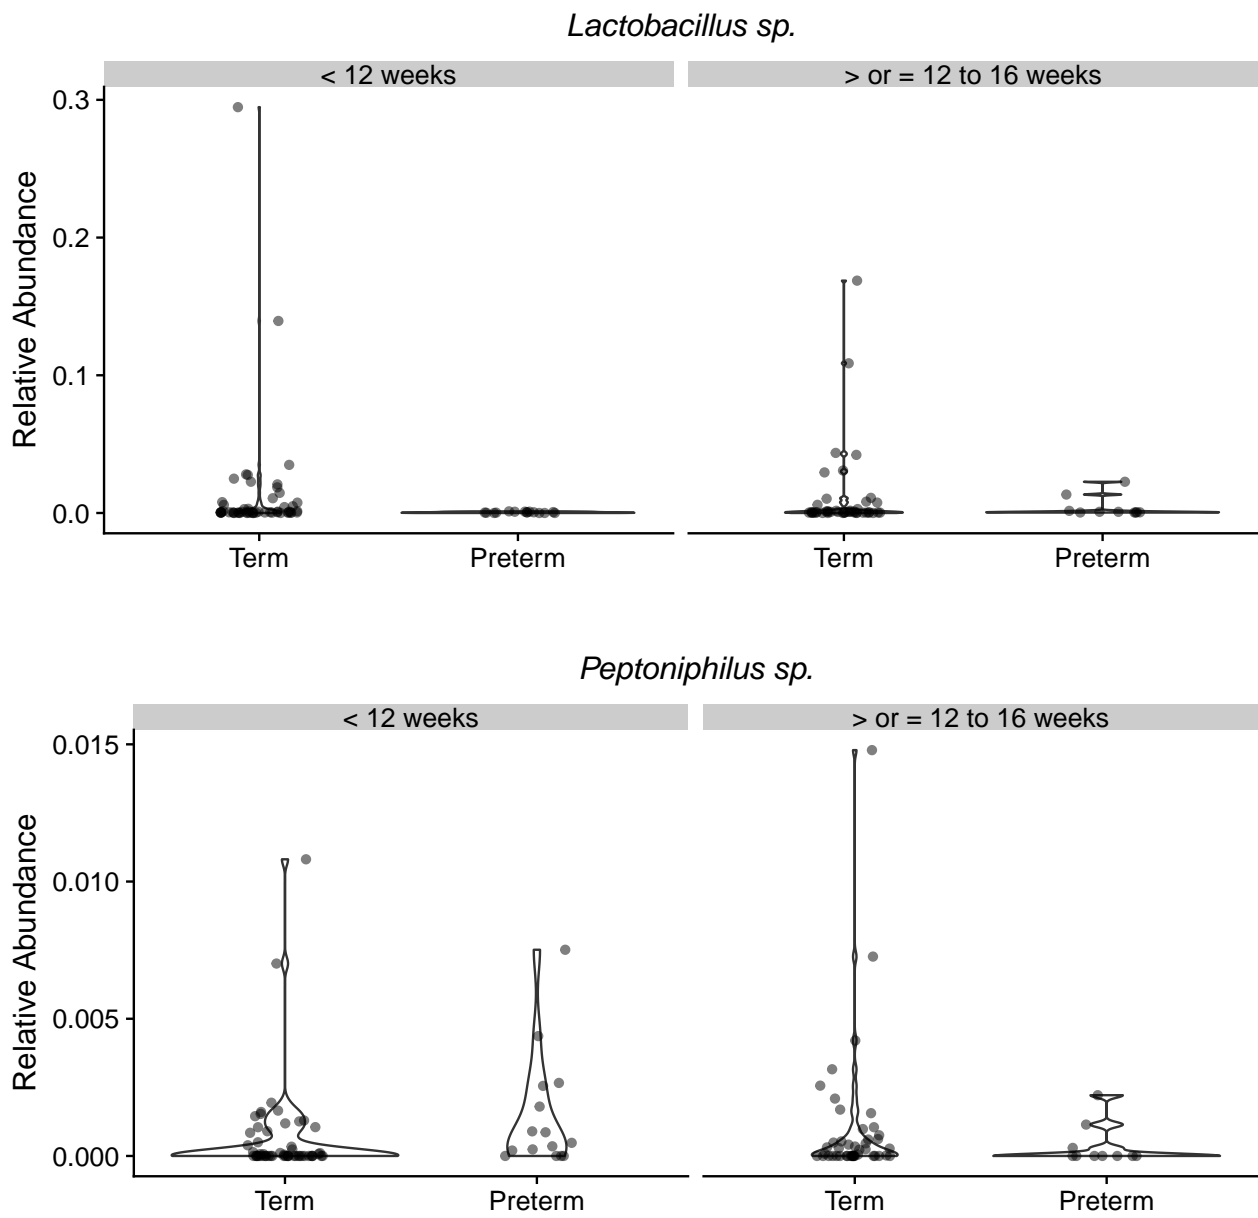 Lactobacillus sp.
< 12 weeks
> or = 12 to 16 weeks
Relative Abundance
0.3
0.2
0.1
0.0
Term
Preterm
Term
Preterm
Peptoniphilus sp.
< 12 weeks
> or = 12 to 16 weeks
Relative Abundance
0.015
0.010
0.005
0.000
Term
Preterm
Term
Preterm